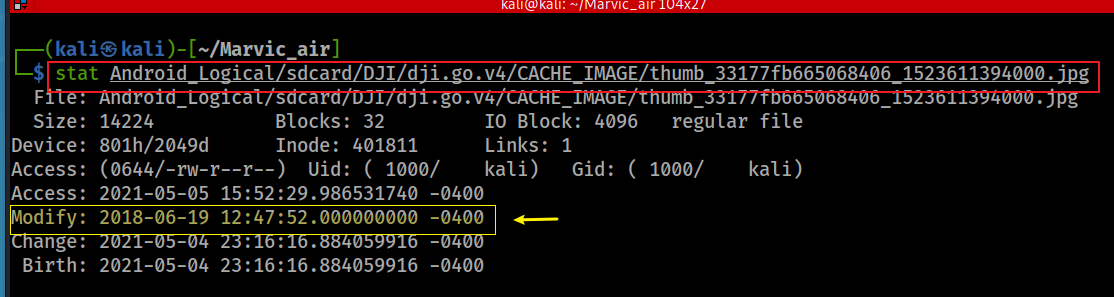 kali@kali: ~/Marvic_air 104x27
(kali㉿kali)-[~/Marvic_air]
$ stat Android_Logical/sdcard/DJI/dji.go.v4/CACHE_IMAGE/thumb_33177fb665068406_1523611394000.jpg
File: Android_Logical/sdcard/DJI/dji.go.v4/CACHE_IMAGE/thumb_33177fb665068406_1523611394000.jpg
Size: 14224 Blocks: 32 IO Block: 4096 regular file
Device: 801h/2049d Inode: 401811 Links: 1
Access: (0644/-rw-r--r--) Uid: ( 1000/ kali) Gid: ( 1000/ kali)
Access: 2021-05-05 15:52:29.986531740 -0400
Modify: 2018-06-19 12:47:52.000000000 -0400
Change: 2021-05-04 23:16:16.884059916 -0400
Birth: 2021-05-04 23:16:16.884059916 -0400